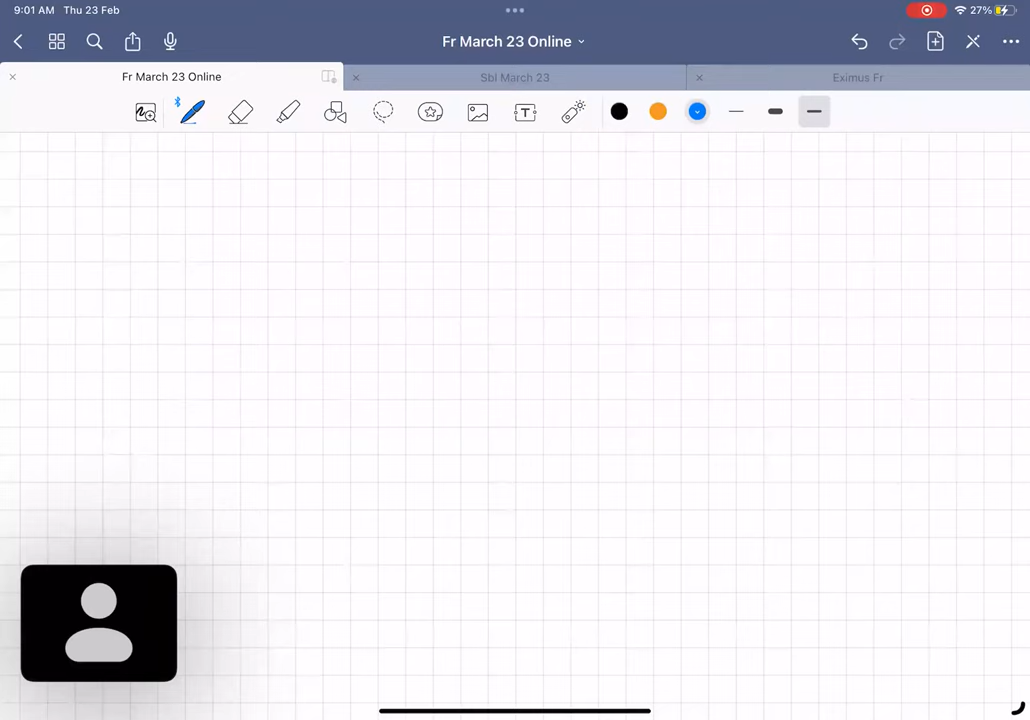 9:01 AM Thu 23 Feb
27%
Fr March 23 Online
Fr March 23 Online
Sbl March 23
Eximus Fr
T